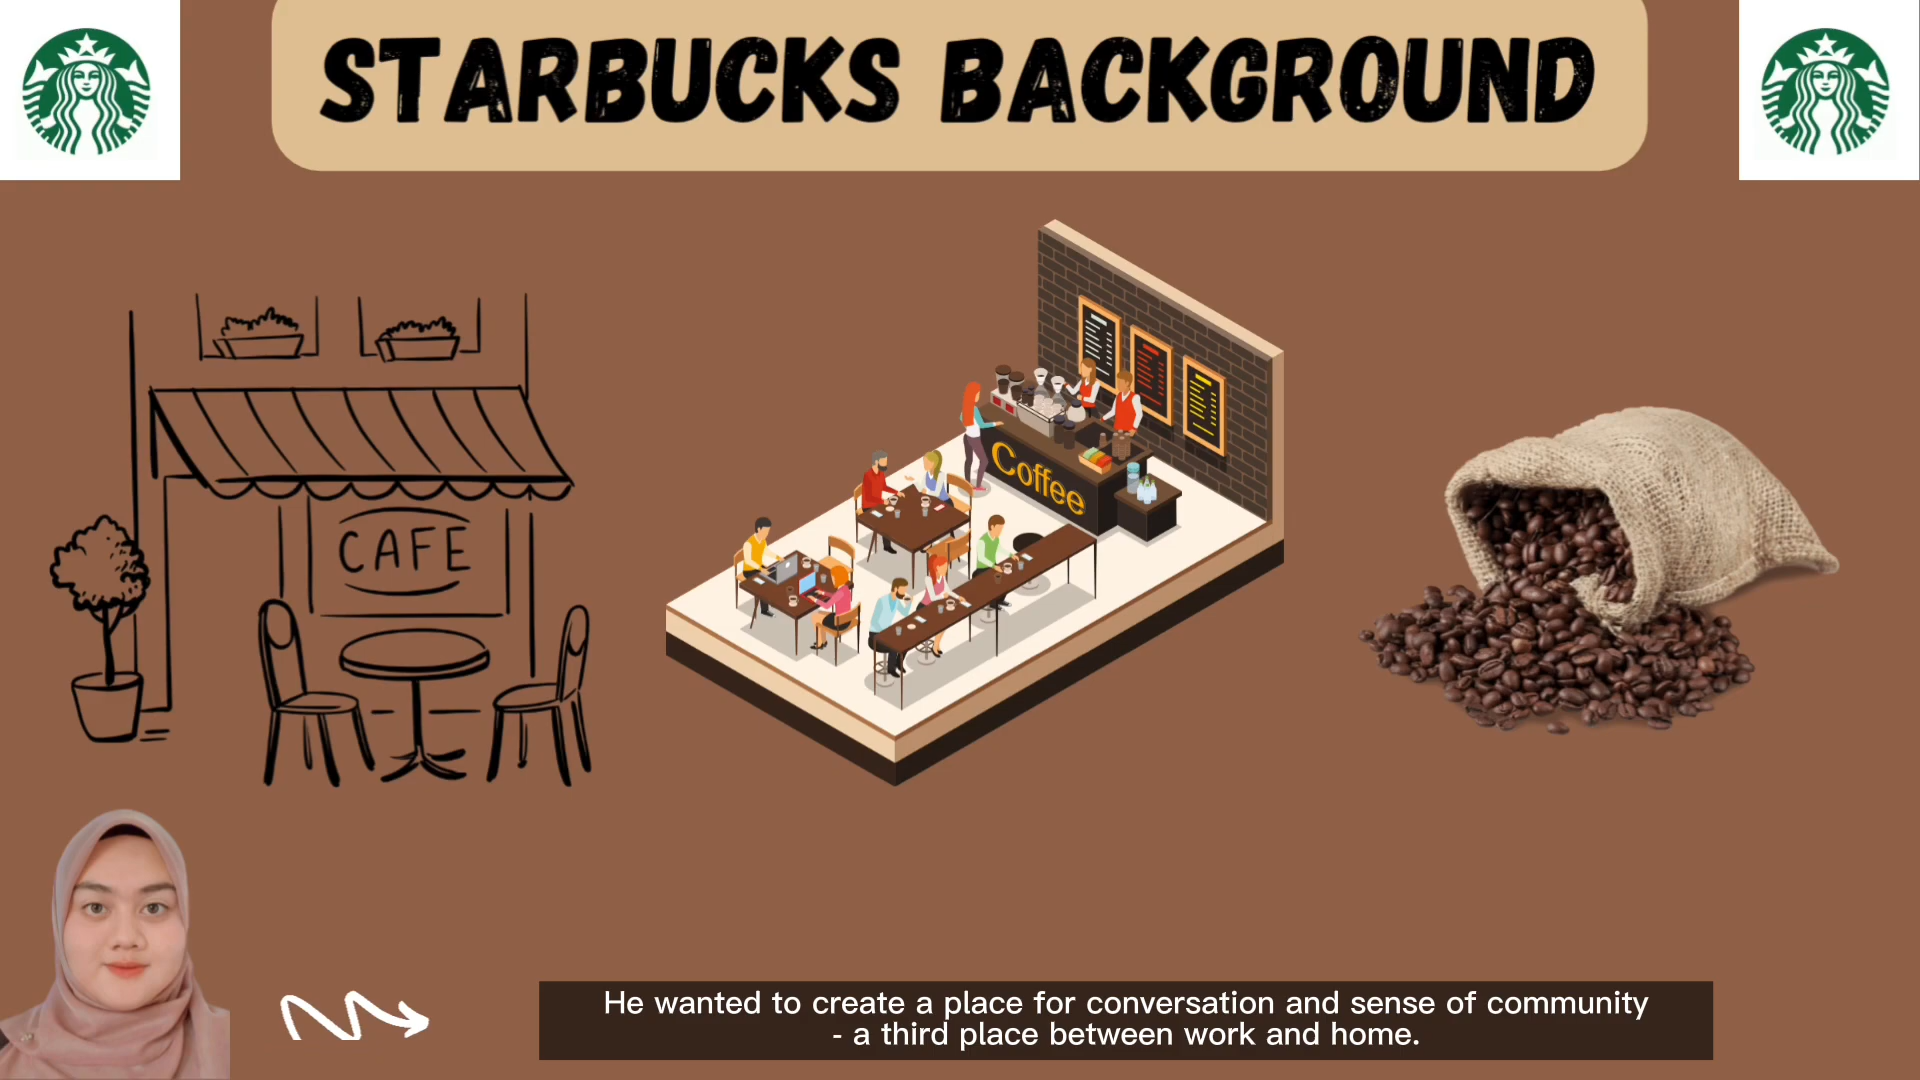 STARBUCKS BACKGROUND
CAFE
Coffee
He wanted to create a place for conversation and sense of community
- a third place between work and home.